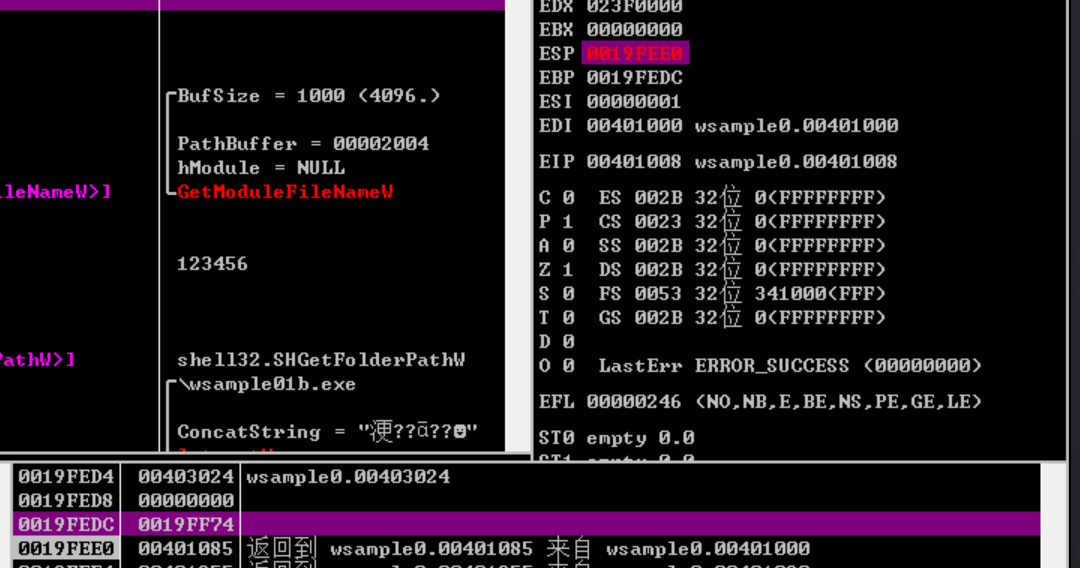 BufSize = 1000 (4096.)
PathBuffer = 00002004
hModule = NULL
leNameW>]
GetModuleFileNameW
123456
PathW>]
shell32.SHGetFolderPathW
\wsample01b.exe
EDX 023F0000
EBX 00000000
ESP 0019FEE0
EBP 0019FEDC
ESI 00000001
EDI 00401000 wsample0.00401000
EIP 00401008 wsample0.00401008
C 0 ES 002B 32位 0(FFFFFFFF)
P 1 CS 0023 32位 0(FFFFFFFF)
A 0 SS 002B 32位 0(FFFFFFFF)
Z 1 DS 002B 32位 0(FFFFFFFF)
S 0 FS 0053 32位 341000(FFF)
T 0 GS 002B 32位 0(FFFFFFFF)
D 0
O 0 LastErr ERROR_SUCCESS (00000000)
EFL 00000246 (NO,NB,E,BE,NS,PE,GE,LE)
ConcatString = "浭??ā??☻"
ST0 empty 0.0
0019FED4 00403024 wsample0.00403024
0019FED8 00000000
0019FEDC 0019FF74
0019FEE0 00401085 返回到 wsample0.00401085 来自 wsample0.00401000